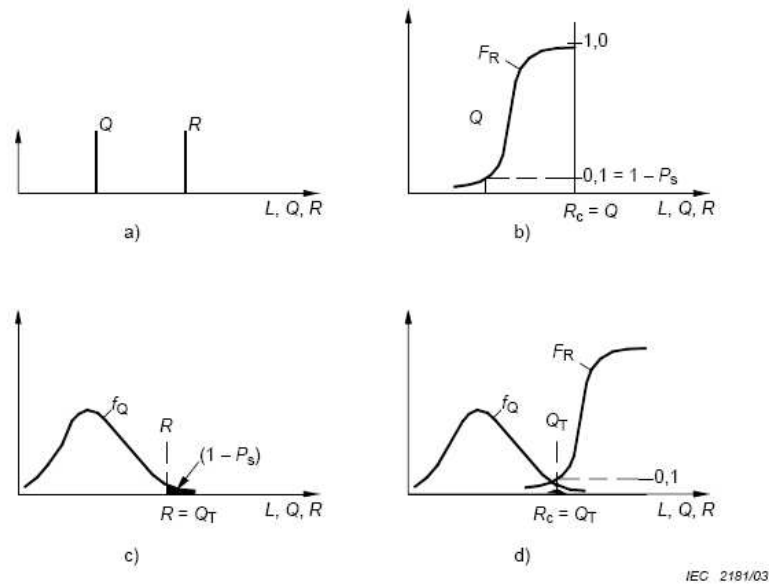 Q
R
L, Q, R
a)
1,0
F_R
Q
0,1 = 1 – P_s
R_c = Q
L, Q, R
b)
f_Q
R
(1 – P_s)
R = Q_T
L, Q, R
c)
F_R
f_Q
Q_T
0,1
R_c = Q_T
L, Q, R
d)
IEC 2181/03